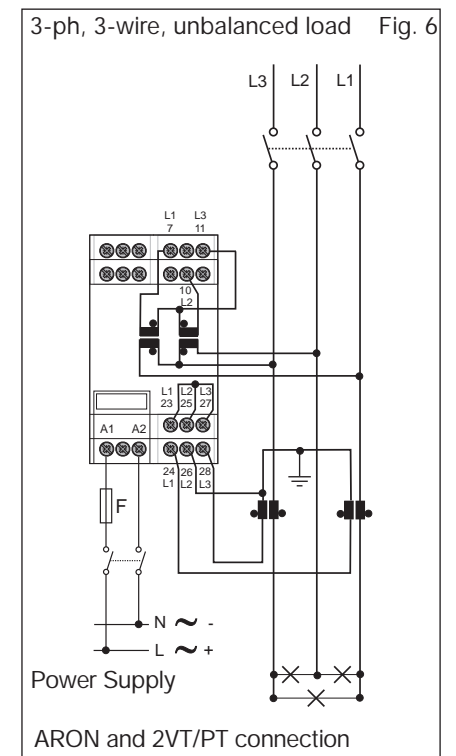 3-ph, 3-wire, unbalanced load Fig. 6
L3 L2 L1
L1 L3
7 11
10
L2
L1 L2 L3
23 25 27
A1 A2
24 26 28
L1 L2 L3
F
N ~ -
L ~ +
Power Supply
ARON and 2VT/PT connection